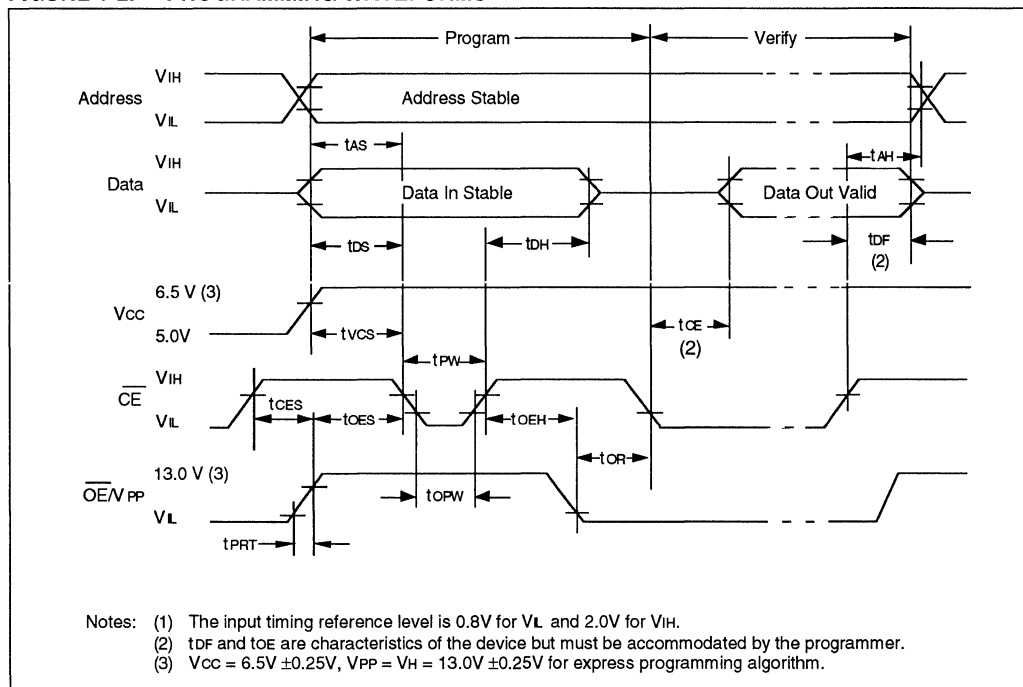 FIGURE PROGRAMMING WAVEFORMS
Program Verify
Address VIH Address Stable
VIL
tAS
Data VIH Data In Stable Data Out Valid tAH
VIL
tDS tDH tDF
(2)
VCC 6.5 V (3)
5.0V tVCS tCE
(2)
tPW
CE VIH
VIL tCES tOES tOEH
tOR
OE/VPP 13.0 V (3)
tOPW
VIL
tPRT
Notes: (1) The input timing reference level is 0.8V for VIL and 2.0V for VIH.
(2) tDF and tOE are characteristics of the device but must be accommodated by the programmer.
(3) VCC = 6.5V ±0.25V, VPP = VH = 13.0V ±0.25V for express programming algorithm.